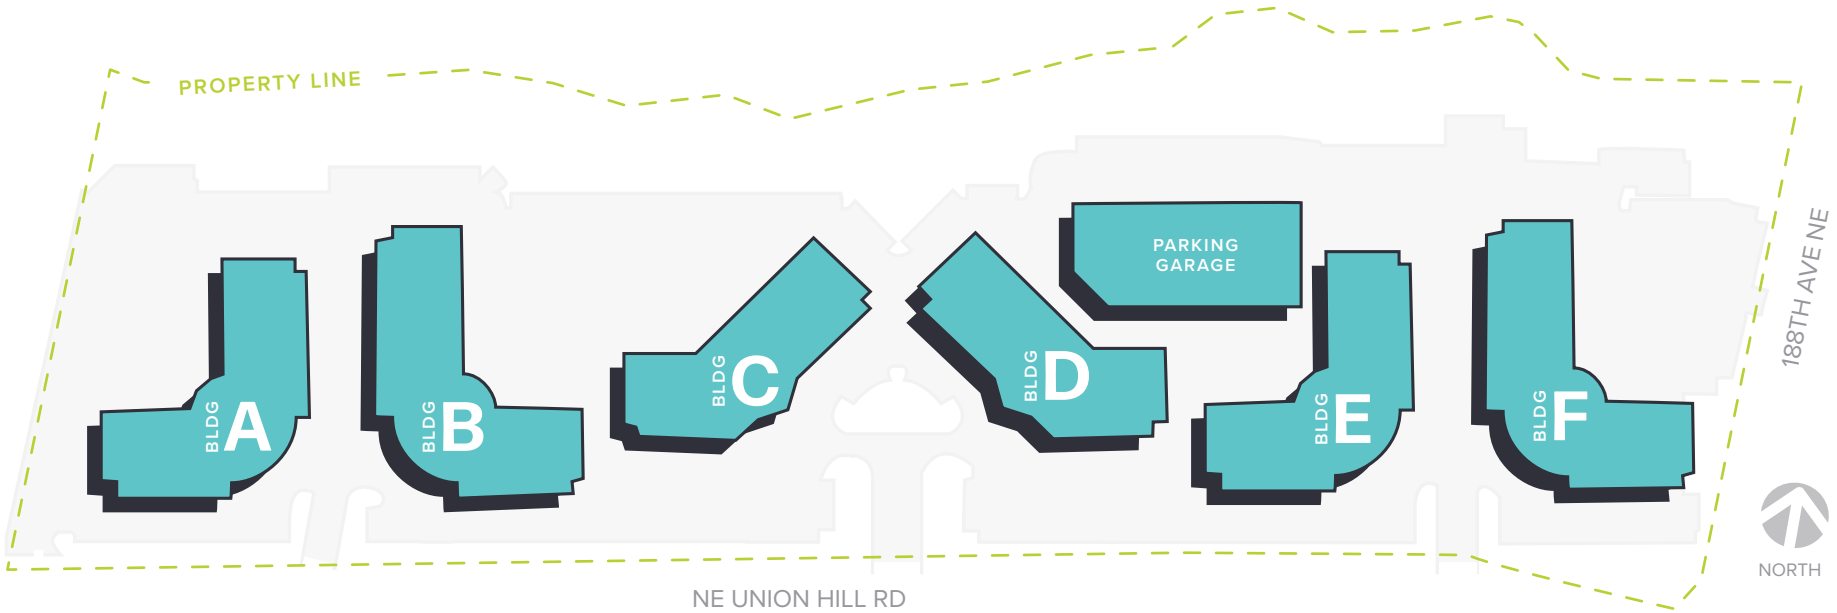 PROPERTY LINE
PARKING
GARAGE
188TH AVE NE
BLDG A
BLDG B
BLDG C
BLDG D
BLDG E
BLDG F
NORTH
NE UNION HILL RD